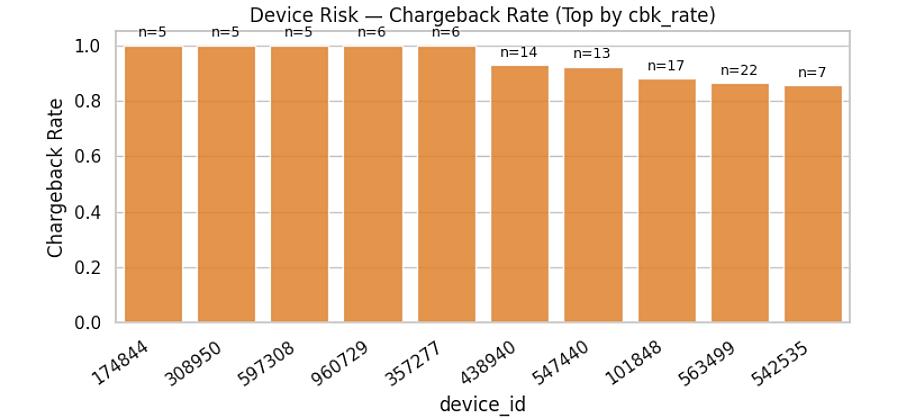 Device Risk — Chargeback Rate (Top by cbk_rate)
n=5 n=5 n=5 n=6 n=6 n=14 n=13 n=17 n=22 n=7
Chargeback Rate
1.0
0.8
0.6
0.4
0.2
0.0
174844 308950 597308 960729 357277 438940 547440 101848 563499 542535
device_id